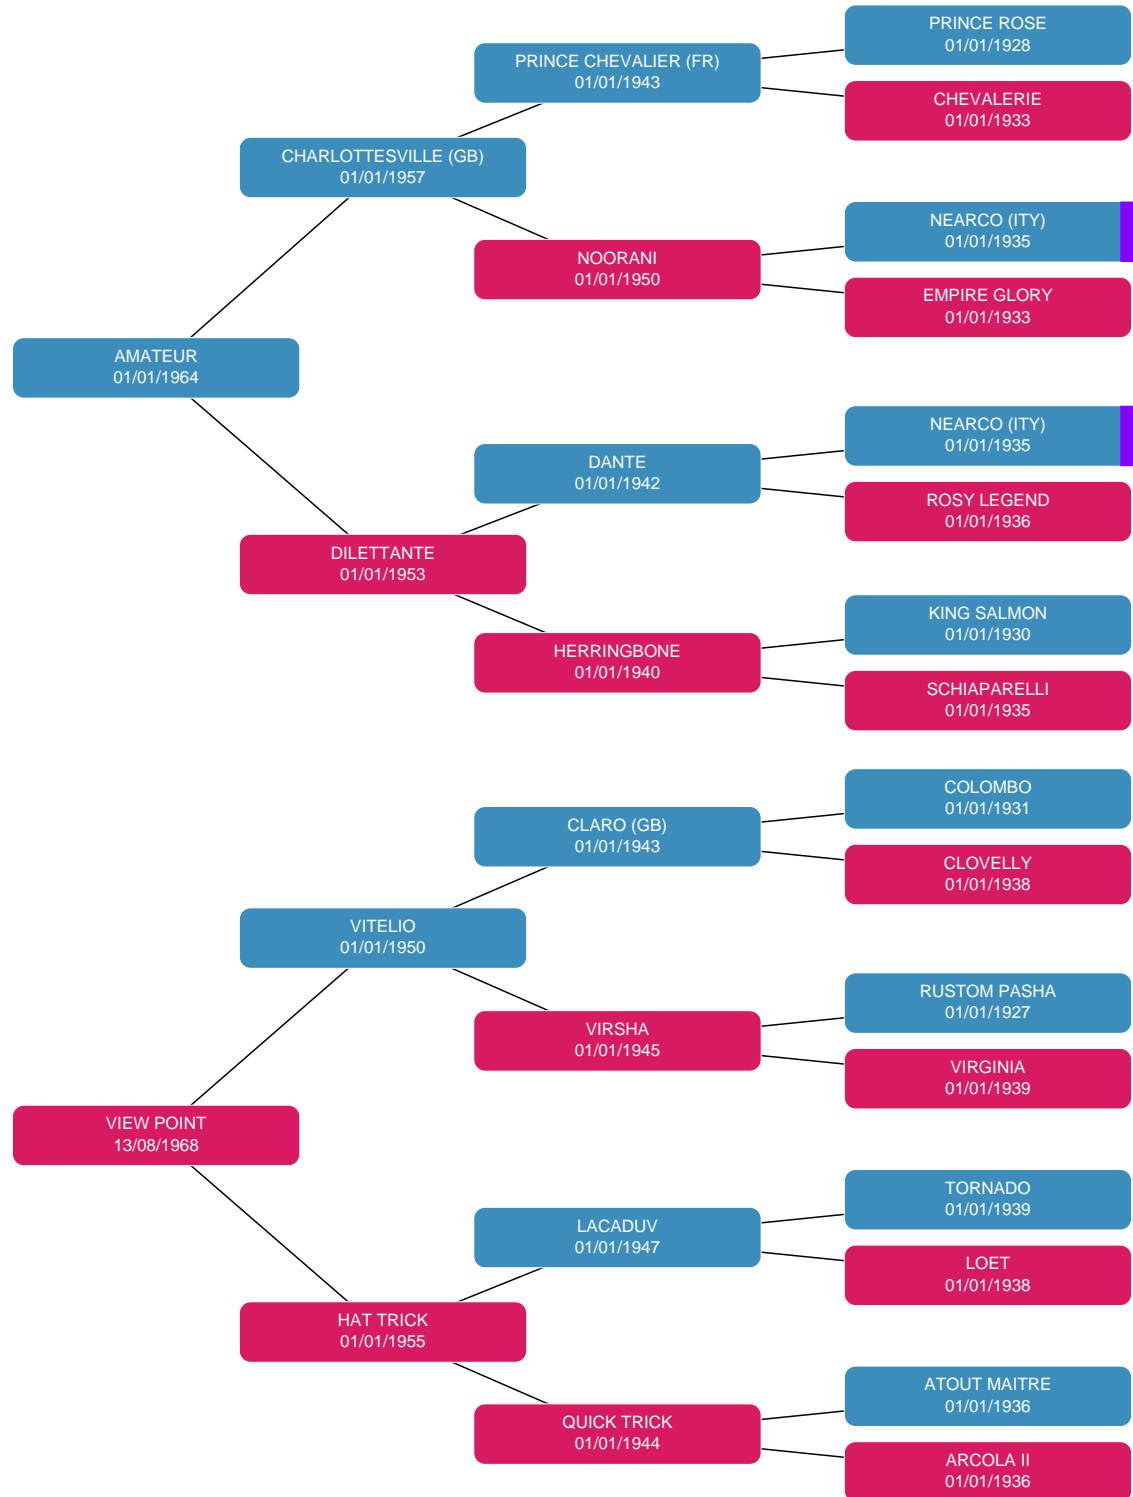 PRINCE ROSE
01/01/1928
PRINCE CHEVALIER (FR)
01/01/1943
CHEVALERIE
01/01/1933
CHARLOTTESVILLE (GB)
01/01/1957
NEARCO (ITY)
01/01/1935
NOORANI
01/01/1950
EMPIRE GLORY
01/01/1933
AMATEUR
01/01/1964
NEARCO (ITY)
01/01/1935
DANTE
01/01/1942
ROSY LEGEND
01/01/1936
DILETTANTE
01/01/1953
KING SALMON
01/01/1930
HERRINGBONE
01/01/1940
SCHIAPARELLI
01/01/1935
COLOMBO
01/01/1931
CLARO (GB)
01/01/1943
CLOVELLY
01/01/1938
VITELIO
01/01/1950
RUSTOM PASHA
01/01/1927
VIRSHA
01/01/1945
VIRGINIA
01/01/1939
VIEW POINT
13/08/1968
TORNADO
01/01/1939
LACADUV
01/01/1947
LOET
01/01/1938
HAT TRICK
01/01/1955
ATOUT MAITRE
01/01/1936
QUICK TRICK
01/01/1944
ARCOLA II
01/01/1936